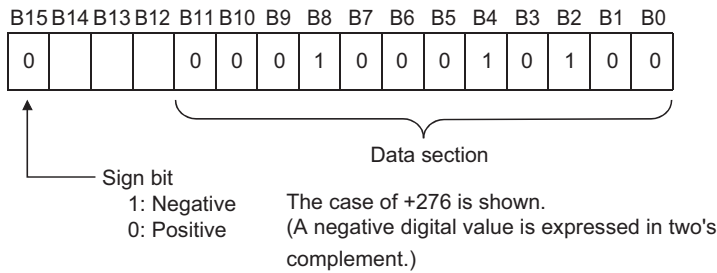 B15 B14 B13 B12 B11 B10 B9 B8 B7 B6 B5 B4 B3 B2 B1 B0
0 0 0 0 1 0 0 0 1 0 1 0 0
Data section
Sign bit
1: Negative
0: Positive
The case of +276 is shown.
(A negative digital value is expressed in two's
complement.)